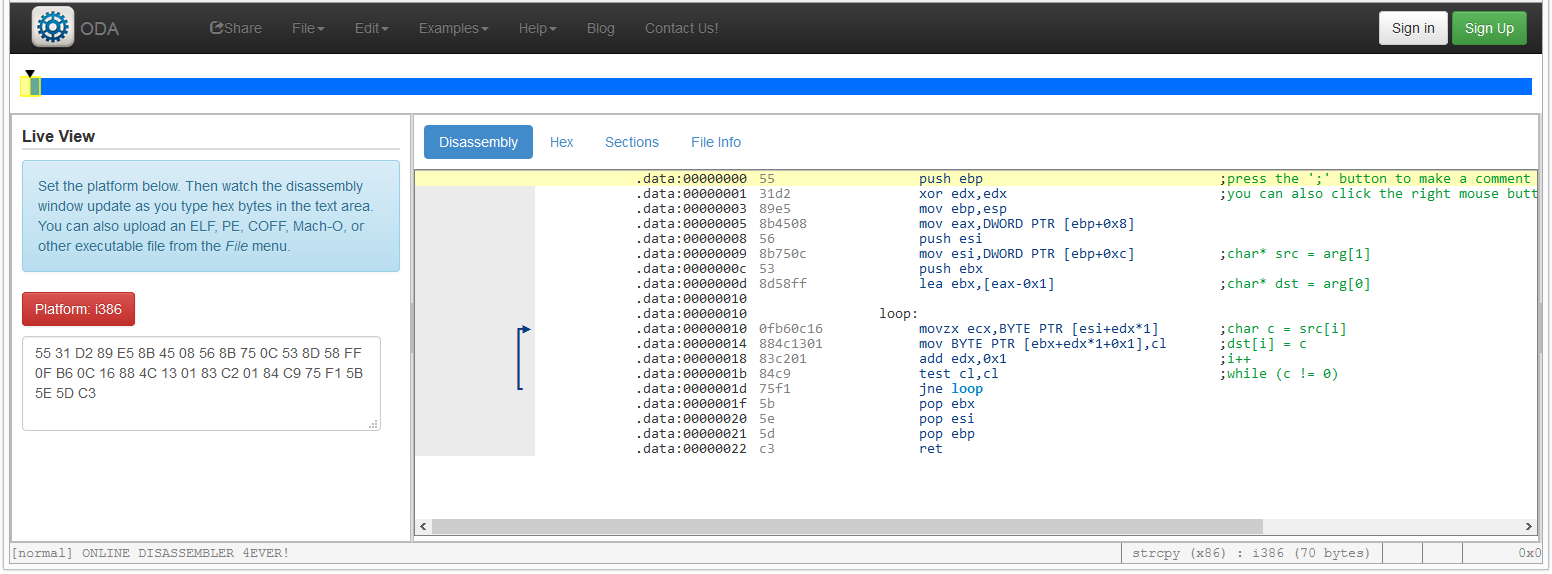 ODA Share File Edit Examples Help Blog Contact Us! Sign in Sign Up
Live View
Set the platform below. Then watch the disassembly
window update as you type hex bytes in the text area.
You can also upload an ELF, PE, COFF, Mach-O, or
other executable file from the File menu.
Platform: i386
55 31 D2 89 E5 8B 45 08 56 8B 75 0C 53 8D 58 FF
0F B6 0C 16 88 4C 13 01 83 C2 01 84 C9 75 F1 5B
5E 5D C3
Disassembly Hex Sections File Info
.data:00000000 55 push ebp ;press the ';' button to make a comment
.data:00000001 31d2 xor edx,edx ;you can also click the right mouse butt
.data:00000003 89e5 mov ebp,esp
.data:00000005 8b4508 mov eax,DWORD PTR [ebp+0x8]
.data:00000008 56 push esi
.data:00000009 8b750c mov esi,DWORD PTR [ebp+0xc] ;char* src = arg[1]
.data:0000000c 53 push ebx
.data:0000000d 8d58ff lea ebx,[eax-0x1] ;char* dst = arg[0]
.data:00000010
.data:00000010 loop:
.data:00000010 0fb60c16 movzx ecx,BYTE PTR [esi+edx*1] ;char c = src[i]
.data:00000014 884c1301 mov BYTE PTR [ebx+edx*1+0x1],cl ;dst[i] = c
.data:00000018 83c201 add edx,0x1 ;i++
.data:0000001b 84c9 test cl,cl ;while (c != 0)
.data:0000001d 75f1 jne loop
.data:0000001f 5b pop ebx
.data:00000020 5e pop esi
.data:00000021 5d pop ebp
.data:00000022 c3 ret
[normal] ONLINE DISASSEMBLER 4EVER! strcpy (x86) : i386 (70 bytes) 0x0